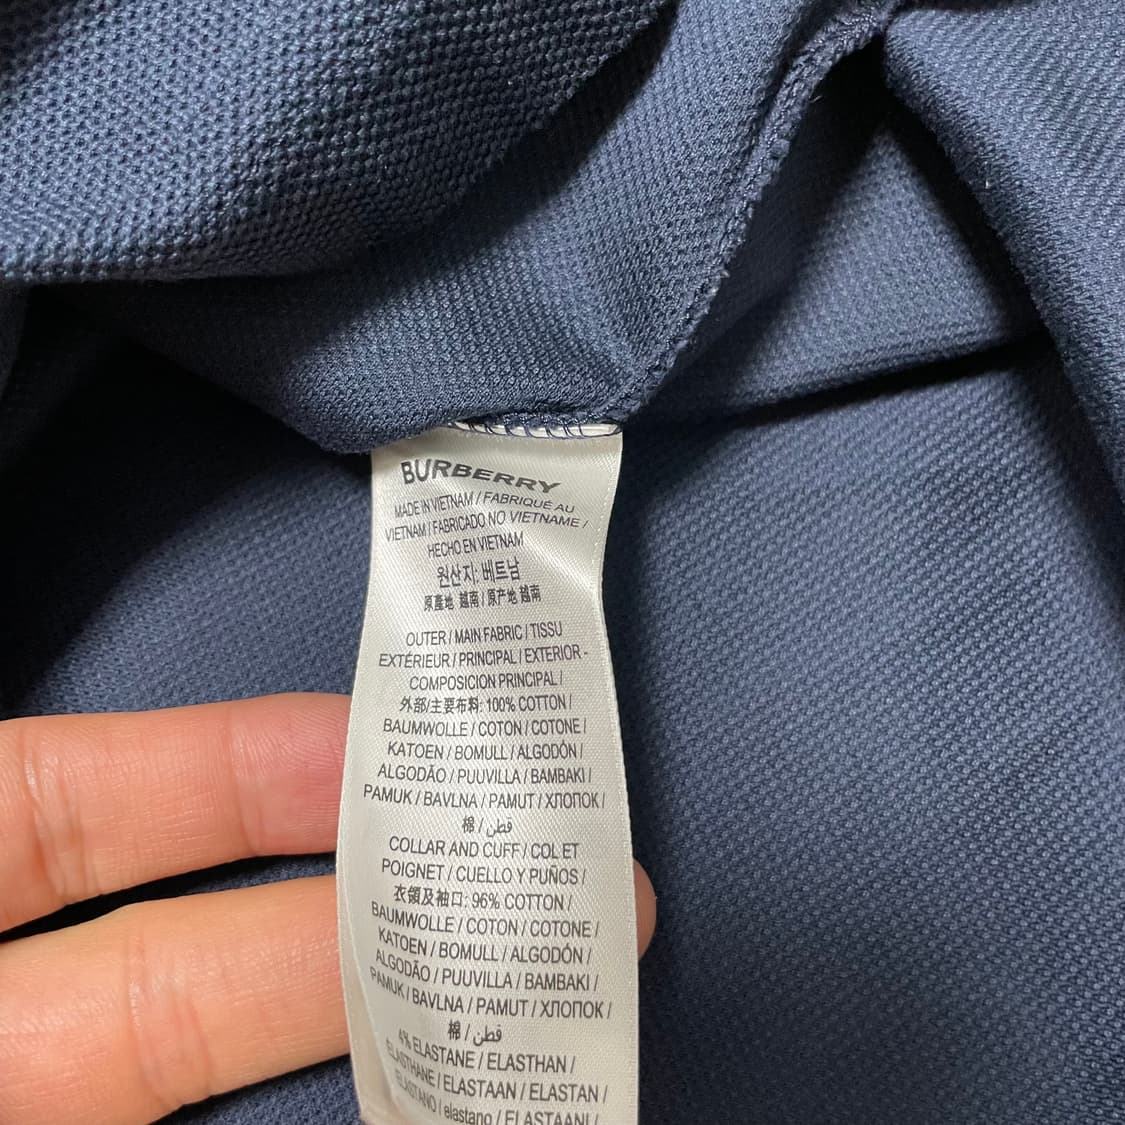 BURBERRY
MADE IN VIETNAM / FABRIQUÉ AU
VIETNAM / FABRICADO NO VIETNAME /
HECHO EN VIETNAM
원산지: 베트남
原產地 越南 / 原产地 越南
OUTER / MAIN FABRIC / TISSU
EXTÉRIEUR / PRINCIPAL / EXTERIOR -
COMPOSICION PRINCIPAL /
外部/主要布料: 100% COTTON /
BAUMWOLLE / COTON / COTONE /
KATOEN / BOMULL / ALGODÓN /
ALGODÃO / PUUVILLA / BAMBAKI /
PAMUK / BAVLNA / PAMUT / ХЛОПОК /
棉 / قطن
COLLAR AND CUFF / COL ET
POIGNET / CUELLO Y PUÑOS /
衣領及袖口: 96% COTTON /
BAUMWOLLE / COTON / COTONE /
KATOEN / BOMULL / ALGODÓN /
ALGODÃO / PUUVILLA / BAMBAKI /
PAMUK / BAVLNA / PAMUT / ХЛОПОК /
棉 / قطن
4% ELASTANE / ELASTHAN /
ELASTHANE / ELASTAAN / ELASTAN /
ELASTANO / elastano / ELASTAANI /